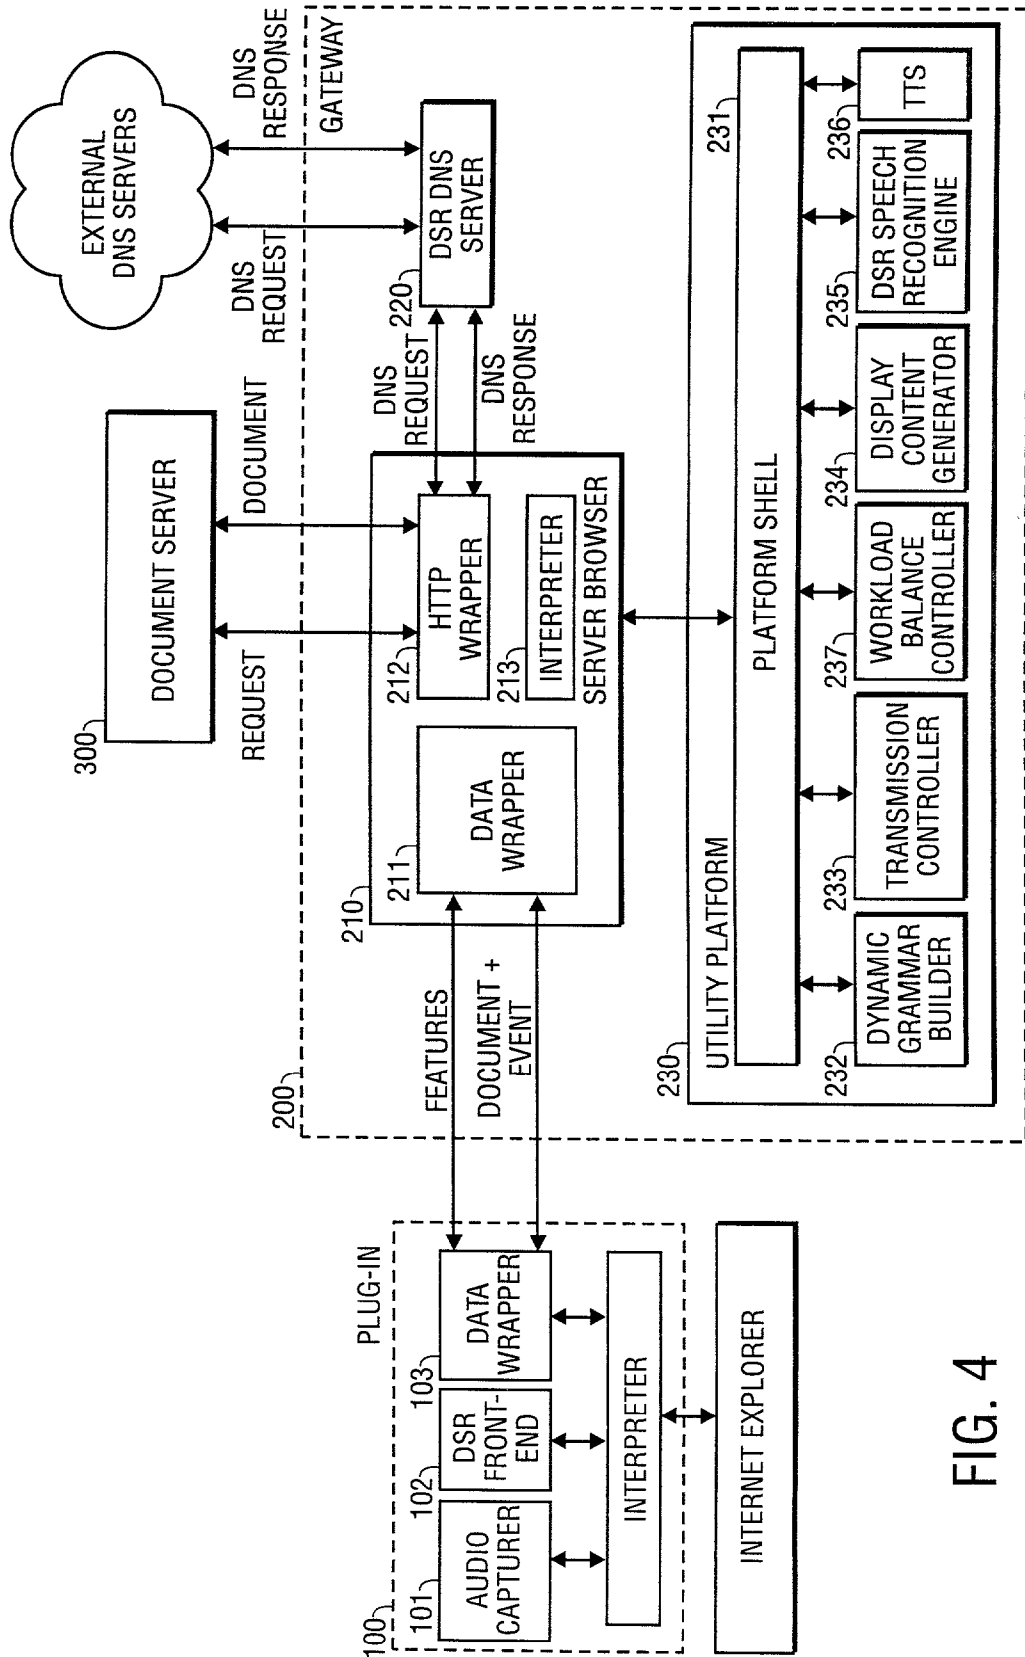 EXTERNAL
DNS SERVERS
DNS
RESPONSE
DNS
REQUEST
300
DOCUMENT SERVER
REQUEST
DOCUMENT
200
GATEWAY
220
DSR DNS
SERVER
DNS
REQUEST
DNS
RESPONSE
210
211
DATA
WRAPPER
212
HTTP
WRAPPER
213
INTERPRETER
SERVER BROWSER
FEATURES
DOCUMENT +
EVENT
100
PLUG-IN
101
AUDIO
CAPTURER
102
DSR
FRONT-
END
103
DATA
WRAPPER
INTERPRETER
INTERNET EXPLORER
230
UTILITY PLATFORM
231
PLATFORM SHELL
232
DYNAMIC
GRAMMAR
BUILDER
233
TRANSMISSION
CONTROLLER
237
WORKLOAD
BALANCE
CONTROLLER
234
DISPLAY
CONTENT
GENERATOR
235
DSR SPEECH
RECOGNITION
ENGINE
236
TTS
FIG. 4